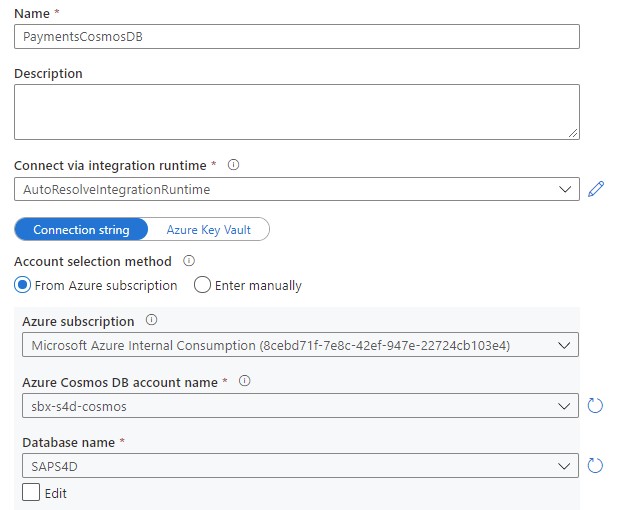 Name *
PaymentsCosmosDB
Description
Connect via integration runtime *
AutoResolveIntegrationRuntime
Connection string Azure Key Vault
Account selection method
From Azure subscription Enter manually
Azure subscription
Microsoft Azure Internal Consumption (8cebd71f-7e8c-42ef-947e-22724cb103e4)
Azure Cosmos DB account name *
sbx-s4d-cosmos
Database name *
SAPS4D
Edit